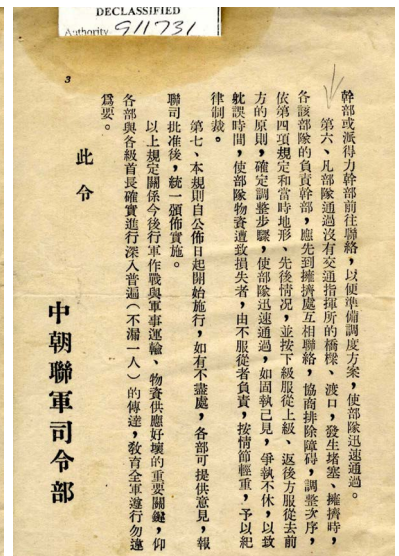 DECLASSIFIED
Authority 911731
3
幹部或派得力幹部前往聯絡,以便準備調度方案,使部隊迅速通過。
第六、凡部隊通過沒有交通指揮所的橋樑、渡口,發生堵塞、擁擠時,
各該部隊的負責幹部,應先到擁擠處互相聯絡,協商排除障碍,調整次序,
依第四項規定和當時地形、先後情況,並按下級服從上級、返後方服從去前
方的原則,確定調整步驟,使部隊迅速通過,如固執己見,爭執不休,以致
躭誤時間,使部隊物資遭致損失者,由不服從者負責,按情節輕重,予以紀
律制裁。
第七、本規則自公佈日起開始施行,如有不盡處,各部可提供意見,報
聯司批准後,統一頒佈實施。
以上規定關係今後行軍作戰與軍事運輸、物資供應好壞的重要關鍵,仰
各部與各級首長確實進行深入普遍(不漏一人)的傳達,敎育全軍遵行勿違
爲要。
此令
中朝聯軍司令部